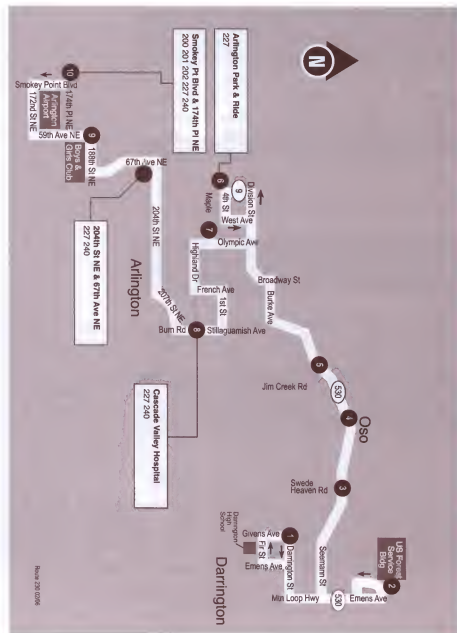 N
Arlington Park & Ride
227
Smokey Pt Blvd & 174th Pl NE
200 201 202 227 240
10
Smokey Point Blvd
174th Pl NE
Arlington
Airport
172nd St NE
59th Ave NE
9
188th St NE
Boys &
Girls Club
67th Ave NE
204th St NE
204th St NE & 67th Ave NE
227 240
Arlington
207th St NE
Burn Rd
8
Stillaguamish Ave
1st St
French Ave
Highland Dr
7
Olympic Ave
West Ave
Maple
6
4th St
9
Division St
Broadway St
Burke Ave
Cascade Valley Hospital
227 240
5
530
Jim Creek Rd
4
Oso
3
Swede
Heaven Rd
Seemann St
530
Mtn Loop Hwy
Emens Ave
2
US Forest
Service
Bldg
Darrington St
1
Givens Ave
Fir St
Emens Ave
Darrington
High
School
Darrington